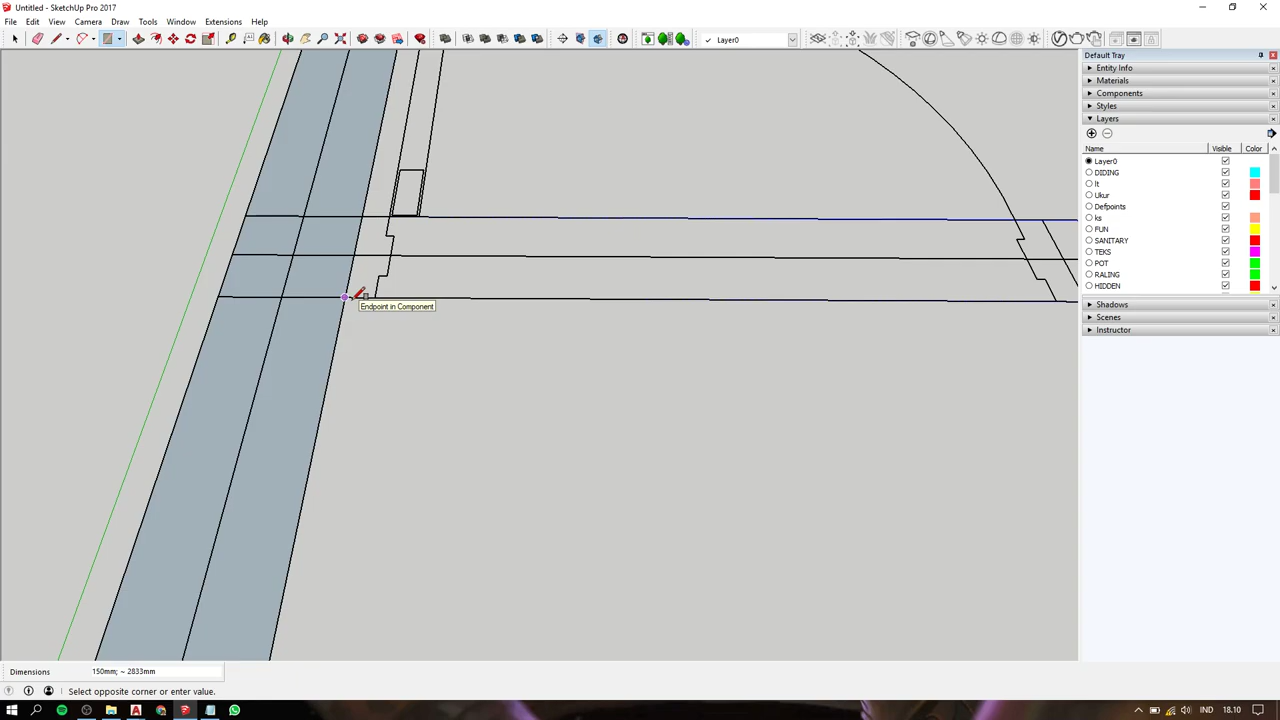 Untitled - SketchUp Pro 2017
File Edit View Camera Draw Tools Window Extensions Help
Layer0
Default Tray
Entity Info
Materials
Components
Styles
Layers
Name Visible Color
Layer0
DIDING
lt
Ukur
Defpoints
ks
FUN
SANITARY
TEKS
POT
RALING
HIDDEN
Shadows
Scenes
Instructor
Endpoint in Component
Dimensions 150mm; ~ 2833mm
Select opposite corner or enter value.
IND 18.10